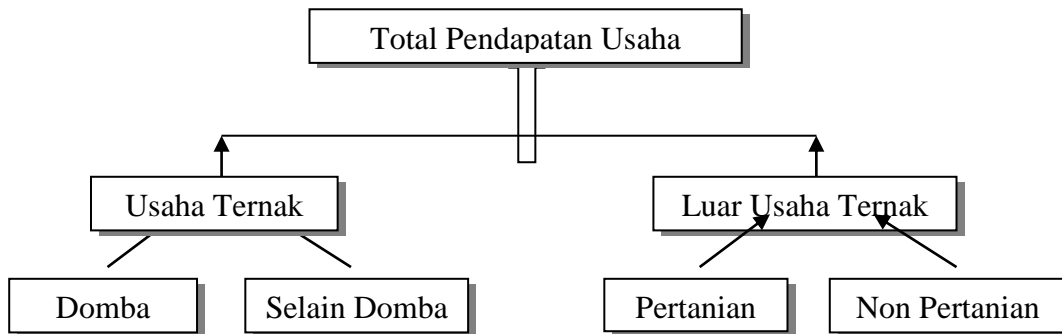 Total Pendapatan Usaha
Usaha Ternak
Luar Usaha Ternak
Domba
Selain Domba
Pertanian
Non Pertanian